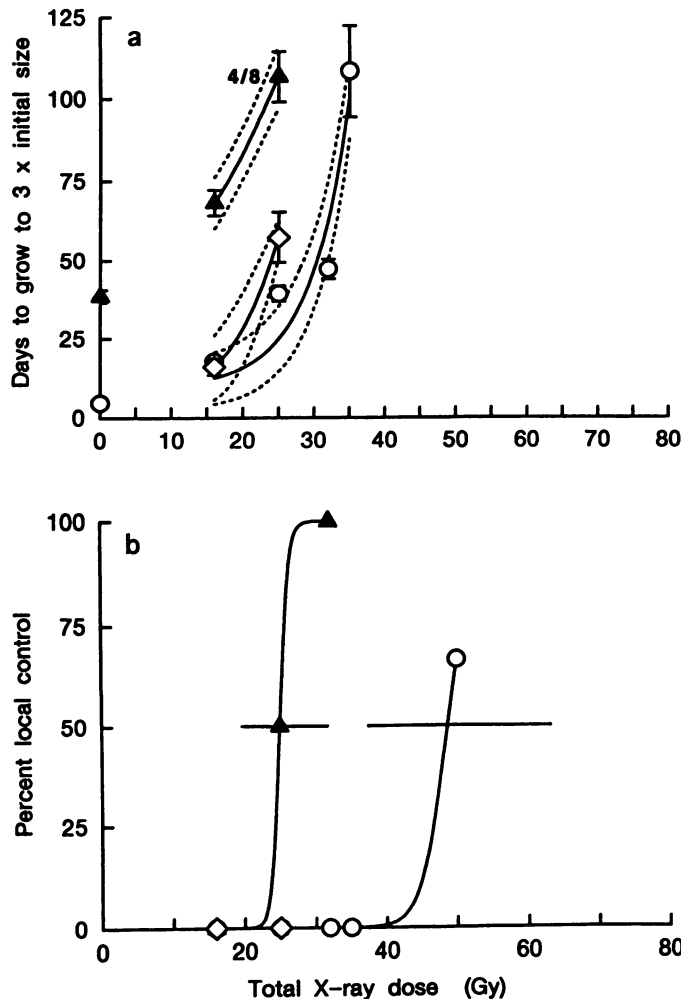 a
125
100
75
50
25
0
4/8
Days to grow to 3 x initial size
0 10 20 30 40 50 60 70 80
b
100
75
50
25
0
Percent local control
0 20 40 60 80
Total X-ray dose (Gy)